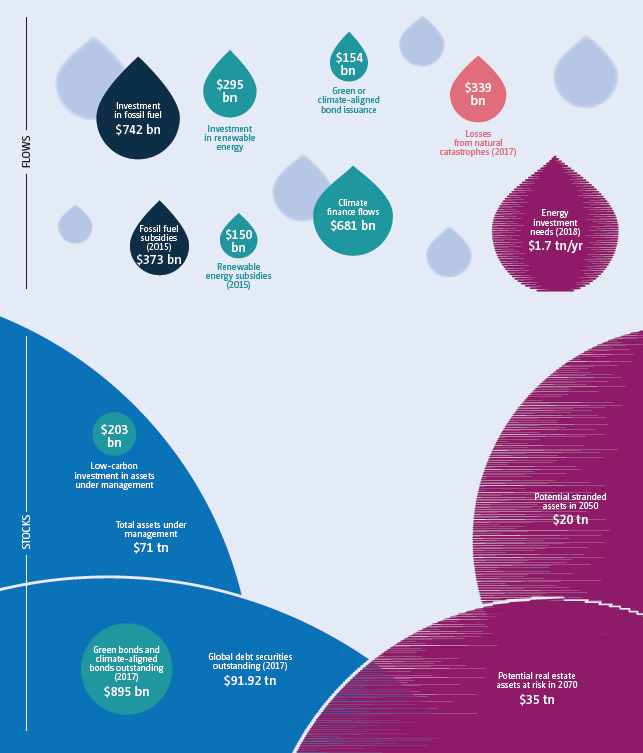 FLOWS
Investment
in fossil fuel
$742 bn
$295
bn
Investment
in renewable
energy
$154
bn
Green or
climate-aligned
bond issuance
$339
bn
Losses
from natural
catastrophes (2017)
Fossil fuel
subsidies
(2015)
$373 bn
$150
bn
Renewable
energy subsidies
(2015)
Climate
finance flows
$681 bn
Energy
investment
needs (2018)
$1.7 tn/yr
STOCKS
$203
bn
Low-carbon
investment in assets
under management
Total assets under
management
$71 tn
Potential stranded
assets in 2050
$20 tn
Green bonds and
climate-aligned
bonds outstanding
(2017)
$895 bn
Global debt securities
outstanding (2017)
$91.92 tn
Potential real estate
assets at risk in 2070
$35 tn